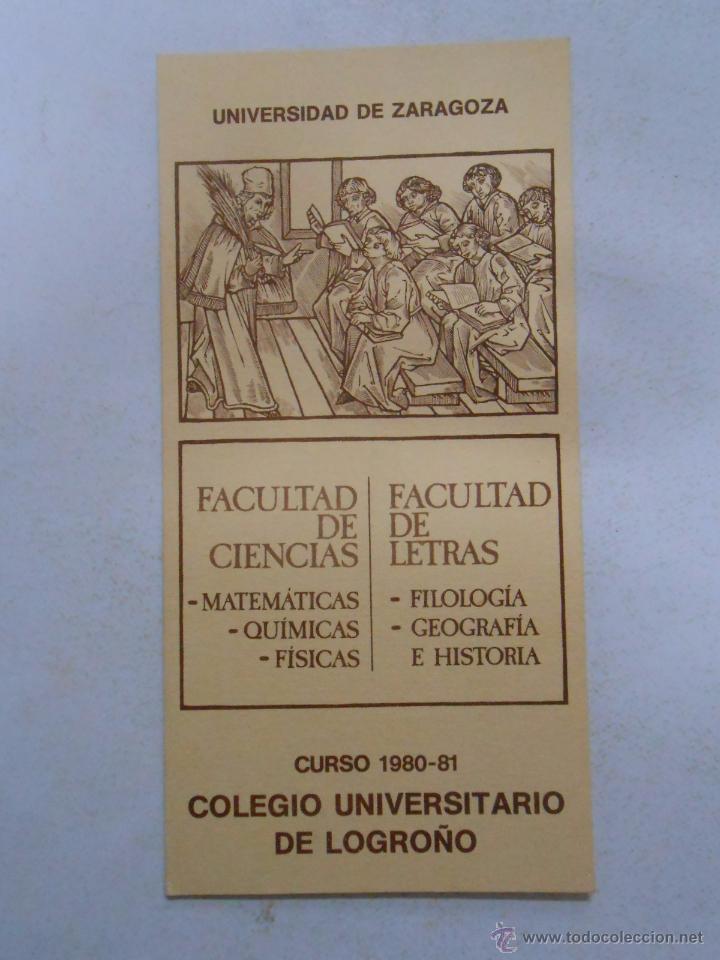 UNIVERSIDAD DE ZARAGOZA
FACULTAD
DE
CIENCIAS
-MATEMÁTICAS
-QUÍMICAS
-FÍSICAS
FACULTAD
DE
LETRAS
- FILOLOGÍA
- GEOGRAFÍA
E HISTORIA
CURSO 1980-81
COLEGIO UNIVERSITARIO
DE LOGROÑO
© www.todocoleccion.net